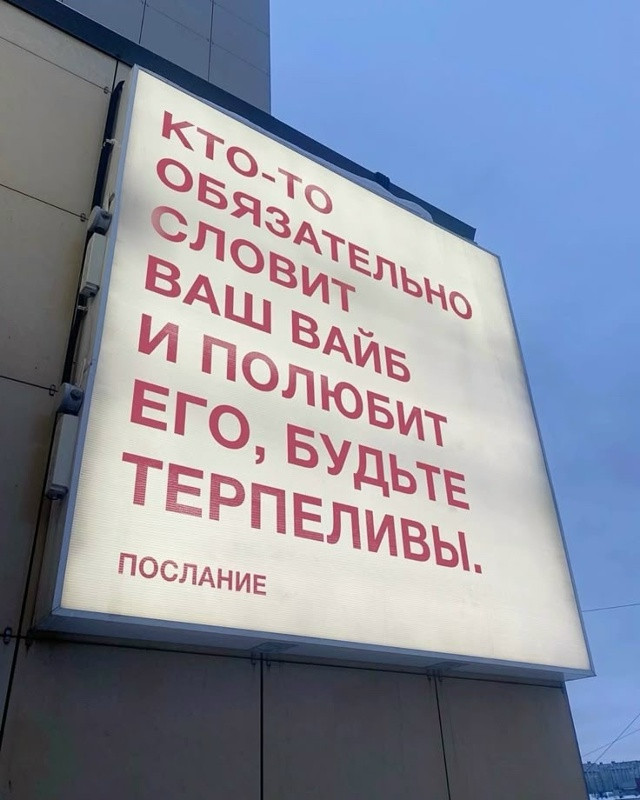 КТО-ТО
ОБЯЗАТЕЛЬНО
СЛОВИТ
ВАШ ВАЙБ
И ПОЛЮБИТ
ЕГО, БУДЬТЕ
ТЕРПЕЛИВЫ.
ПОСЛАНИЕ